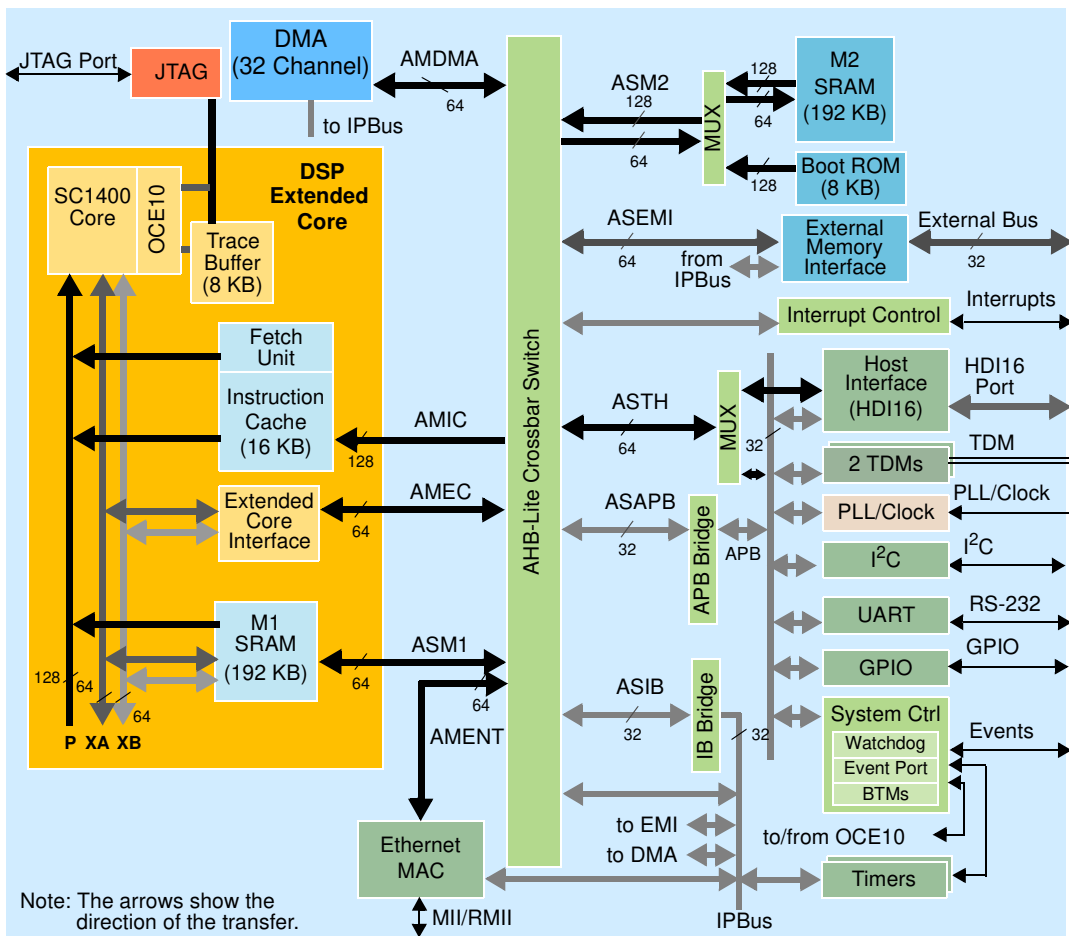 JTAG Port
JTAG
DMA
(32 Channel)
AMDMA
64
to IPBus
DSP
Extended
Core
SC1400
Core
OCE10
Trace
Buffer
(8 KB)
Fetch
Unit
Instruction
Cache
(16 KB)
AMIC
128
Extended
Core
Interface
AMEC
64
M1
SRAM
(192 KB)
ASM1
64
128
64
64
P
XA
XB
AMENT
64
Ethernet
MAC
MII/RMII
Note: The arrows show the
direction of the transfer.
AHB-Lite Crossbar Switch
ASM2
128
64
MUX
128
64
128
M2
SRAM
(192 KB)
Boot ROM
(8 KB)
ASEMI
64
from
IPBus
External
Memory
Interface
External Bus
32
Interrupt Control
Interrupts
ASTH
64
MUX
32
Host
Interface
(HDI16)
HDI16
Port
2 TDMs
TDM
ASAPB
32
APB Bridge
APB
PLL/Clock
PLL/Clock
I2C
I2C
UART
RS-232
GPIO
GPIO
ASIB
32
IB Bridge
32
System Ctrl
Watchdog
Event Port
BTMs
Events
to EMI
to DMA
to/from OCE10
Timers
IPBus